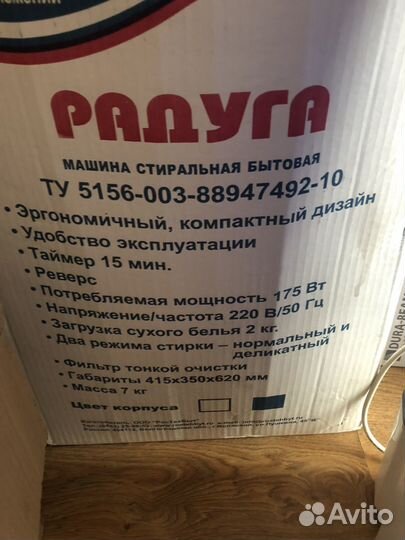 РАДУГА
МАШИНА СТИРАЛЬНАЯ БЫТОВАЯ
ТУ 5156-003-88947492-10
• Эргономичный, компактный дизайн
• Удобство эксплуатации
• Таймер 15 мин.
• Реверс
• Потребляемая мощность 175 Вт
• Напряжение/частота 220 В/50 Гц
• Загрузка сухого белья 2 кг.
• Два режима стирки – нормальный и
деликатный
• Фильтр тонкой очистки
• Габариты 415х350х620 мм
• Масса 7 кг
Цвет корпуса
DURA-BEAM
Avito